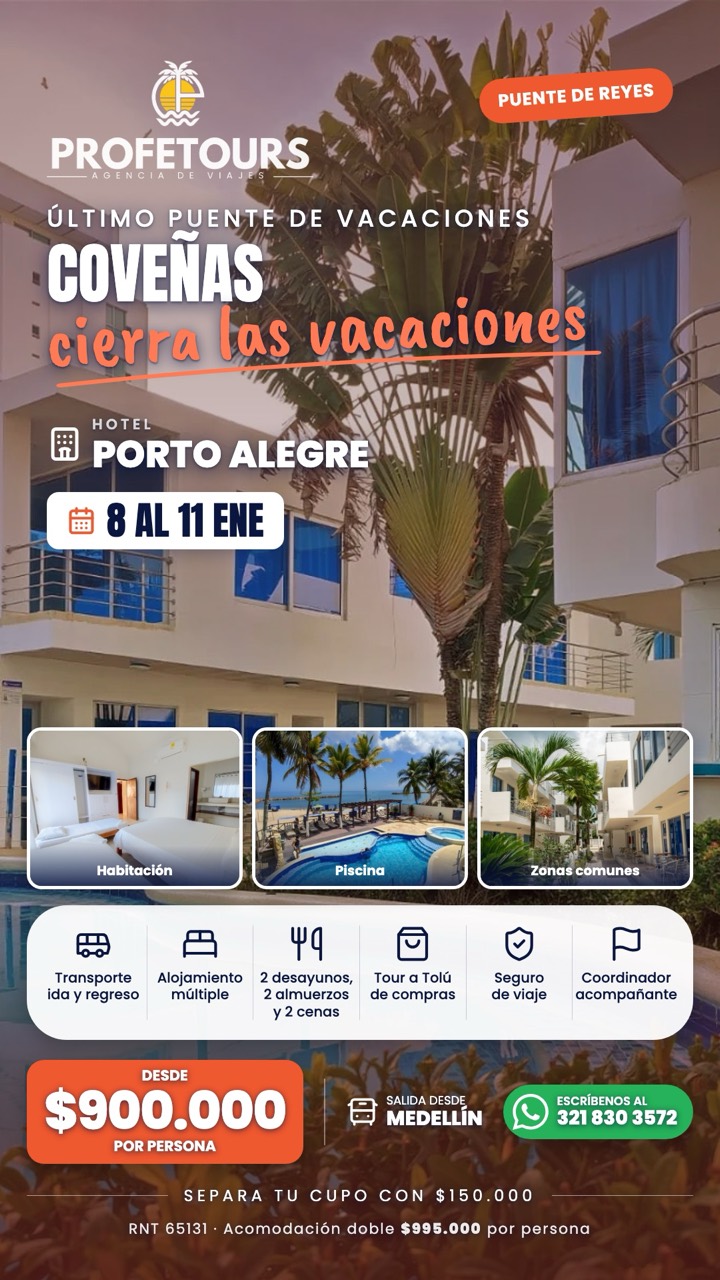 PUENTE DE REYES
PROFETOURS
AGENCIA DE VIAJES
ÚLTIMO PUENTE DE VACACIONES
COVEÑAS
cierra las vacaciones
HOTEL
PORTO ALEGRE
8 AL 11 ENE
Habitación
Piscina
Zonas comunes
Transporte
ida y regreso
Alojamiento
múltiple
2 desayunos,
2 almuerzos
y 2 cenas
Tour a Tolú
de compras
Seguro
de viaje
Coordinador
acompañante
DESDE
$900.000
POR PERSONA
SALIDA DESDE
MEDELLÍN
ESCRÍBENOS AL
321 830 3572
SEPARA TU CUPO CON $150.000
RNT 65131 · Acomodación doble $995.000 por persona